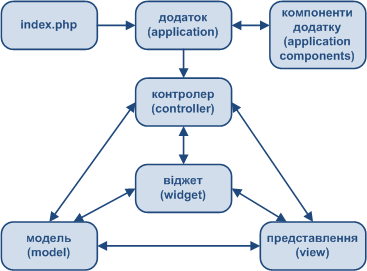 index.php
додаток
(application)
компоненти
додатку
(application
components)
контролер
(controller)
віджет
(widget)
модель
(model)
представлення
(view)